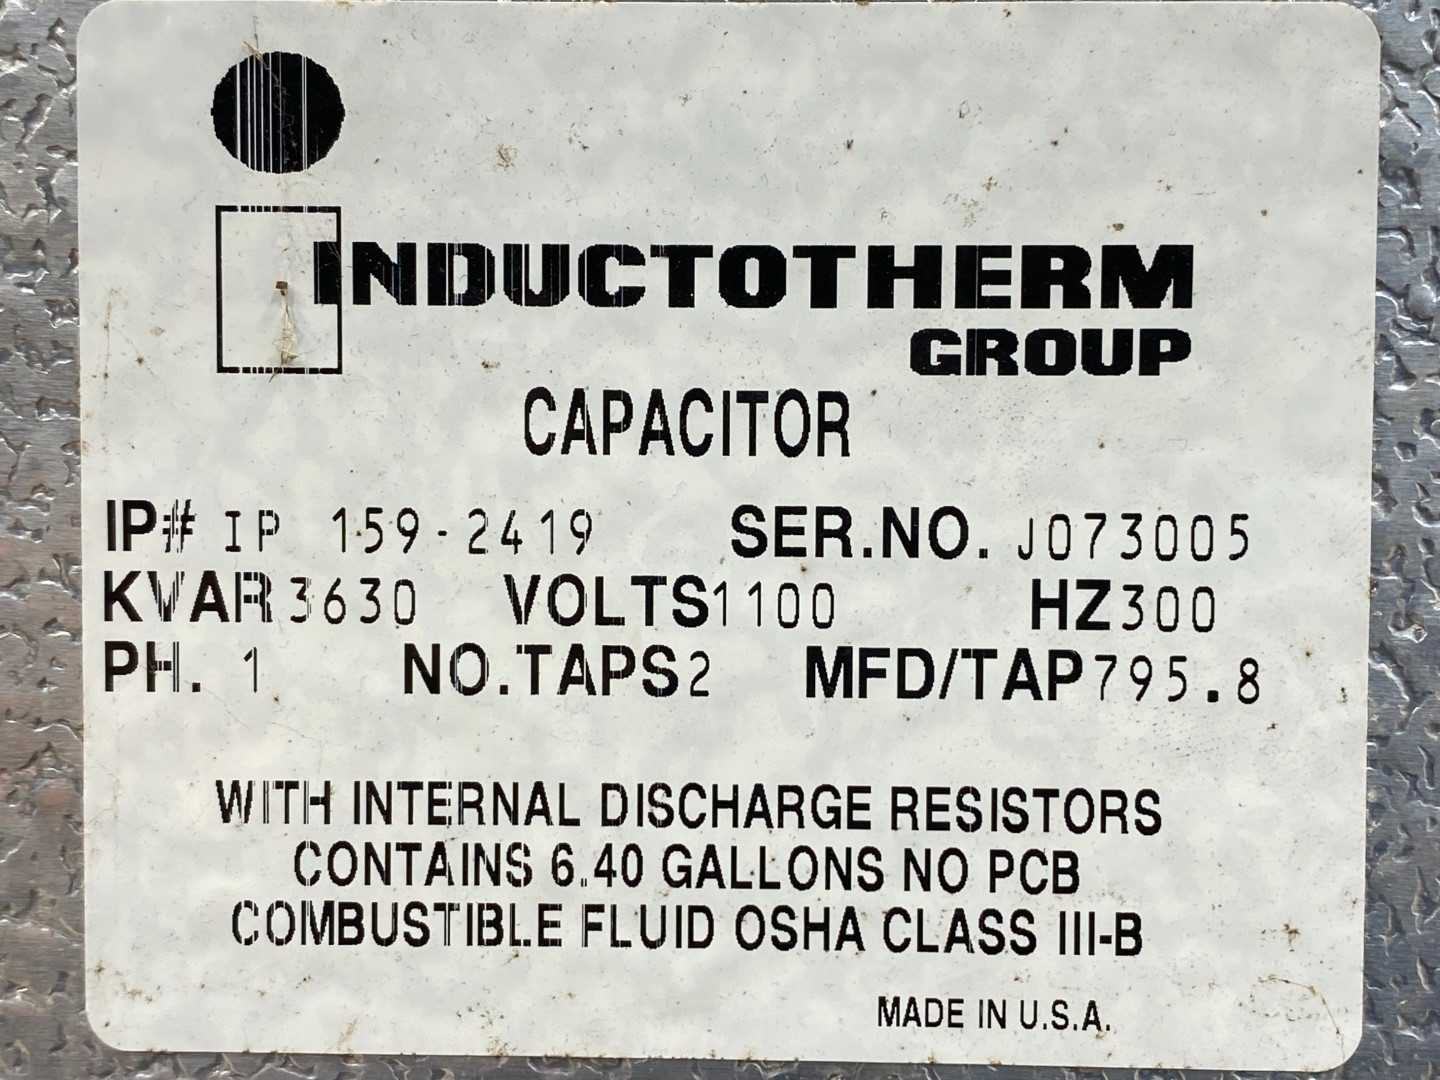 INDUCTOTHERM
GROUP
CAPACITOR
IP# IP 159-2419 SER.NO. J073005
KVAR 3630 VOLTS 1100 HZ 300
PH. 1 NO.TAPS 2 MFD/TAP 795.8
WITH INTERNAL DISCHARGE RESISTORS
CONTAINS 6.40 GALLONS NO PCB
COMBUSTIBLE FLUID OSHA CLASS III-B
MADE IN U.S.A.